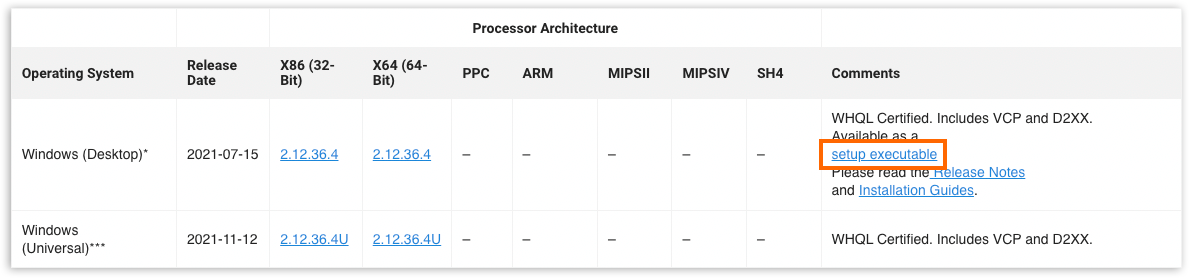 Processor Architecture
Operating System Release Date X86 (32-Bit) X64 (64-Bit) PPC ARM MIPSII MIPSIV SH4 Comments
Windows (Desktop)* 2021-07-15 2.12.36.4 2.12.36.4 – – – – – WHQL Certified. Includes VCP and D2XX.
Available as a
setup executable
Please read the Release Notes
and Installation Guides.
Windows (Universal)*** 2021-11-12 2.12.36.4U 2.12.36.4U – – – – – WHQL Certified. Includes VCP and D2XX.